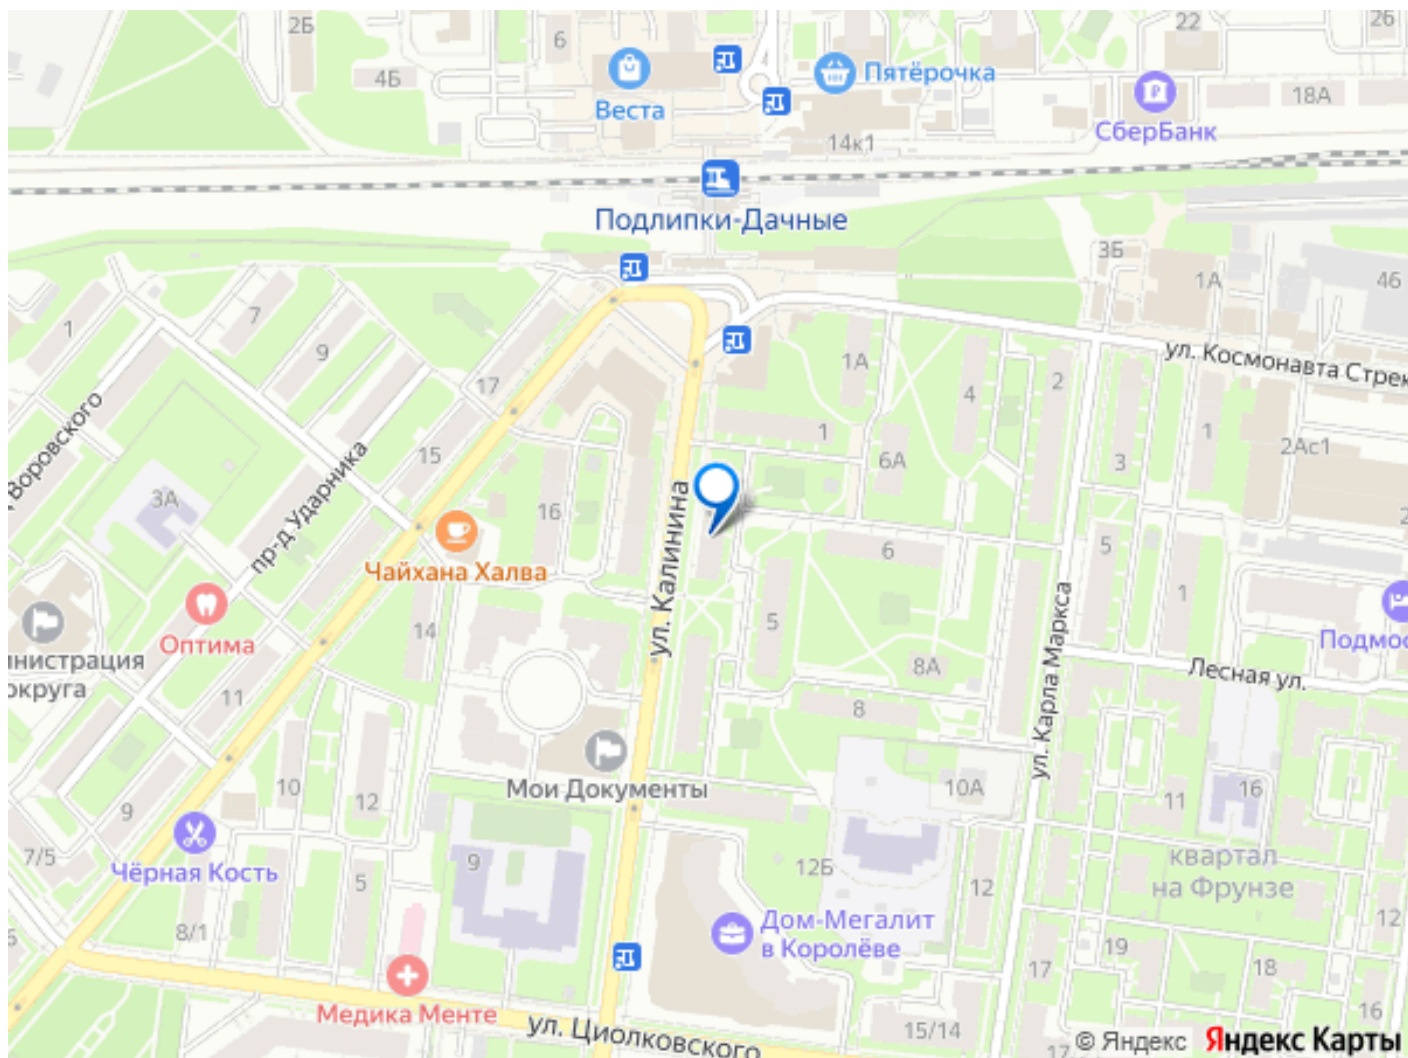 2Б
6
22
26
4Б
Пятёрочка
Веста
18А
СберБанк
14к1
Подлипки-Дачные
3Б
1А
46
7
1
9
17
1А
2
4
ул. Космонавта Стрек
1
1
15
6А
3
2Ас1
Воровского
3А
пр-д Ударника
16
ул. Калинина
6
5
Чайхана Халва
Оптима
14
5
1
ул. Карла Маркса
Подмос
инистрация
округа
8А
Лесная ул.
11
8
Мои Документы
10
12
10А
11
16
9
7/5
Чёрная Кость
9
5
12Б
12
квартал
на Фрунзе
12
8/1
Дом-Мегалит
в Королёве
19
17
18
16
Медика Менте
ул. Циолковского
15/14
17
© Яндекс Яндекс Карты